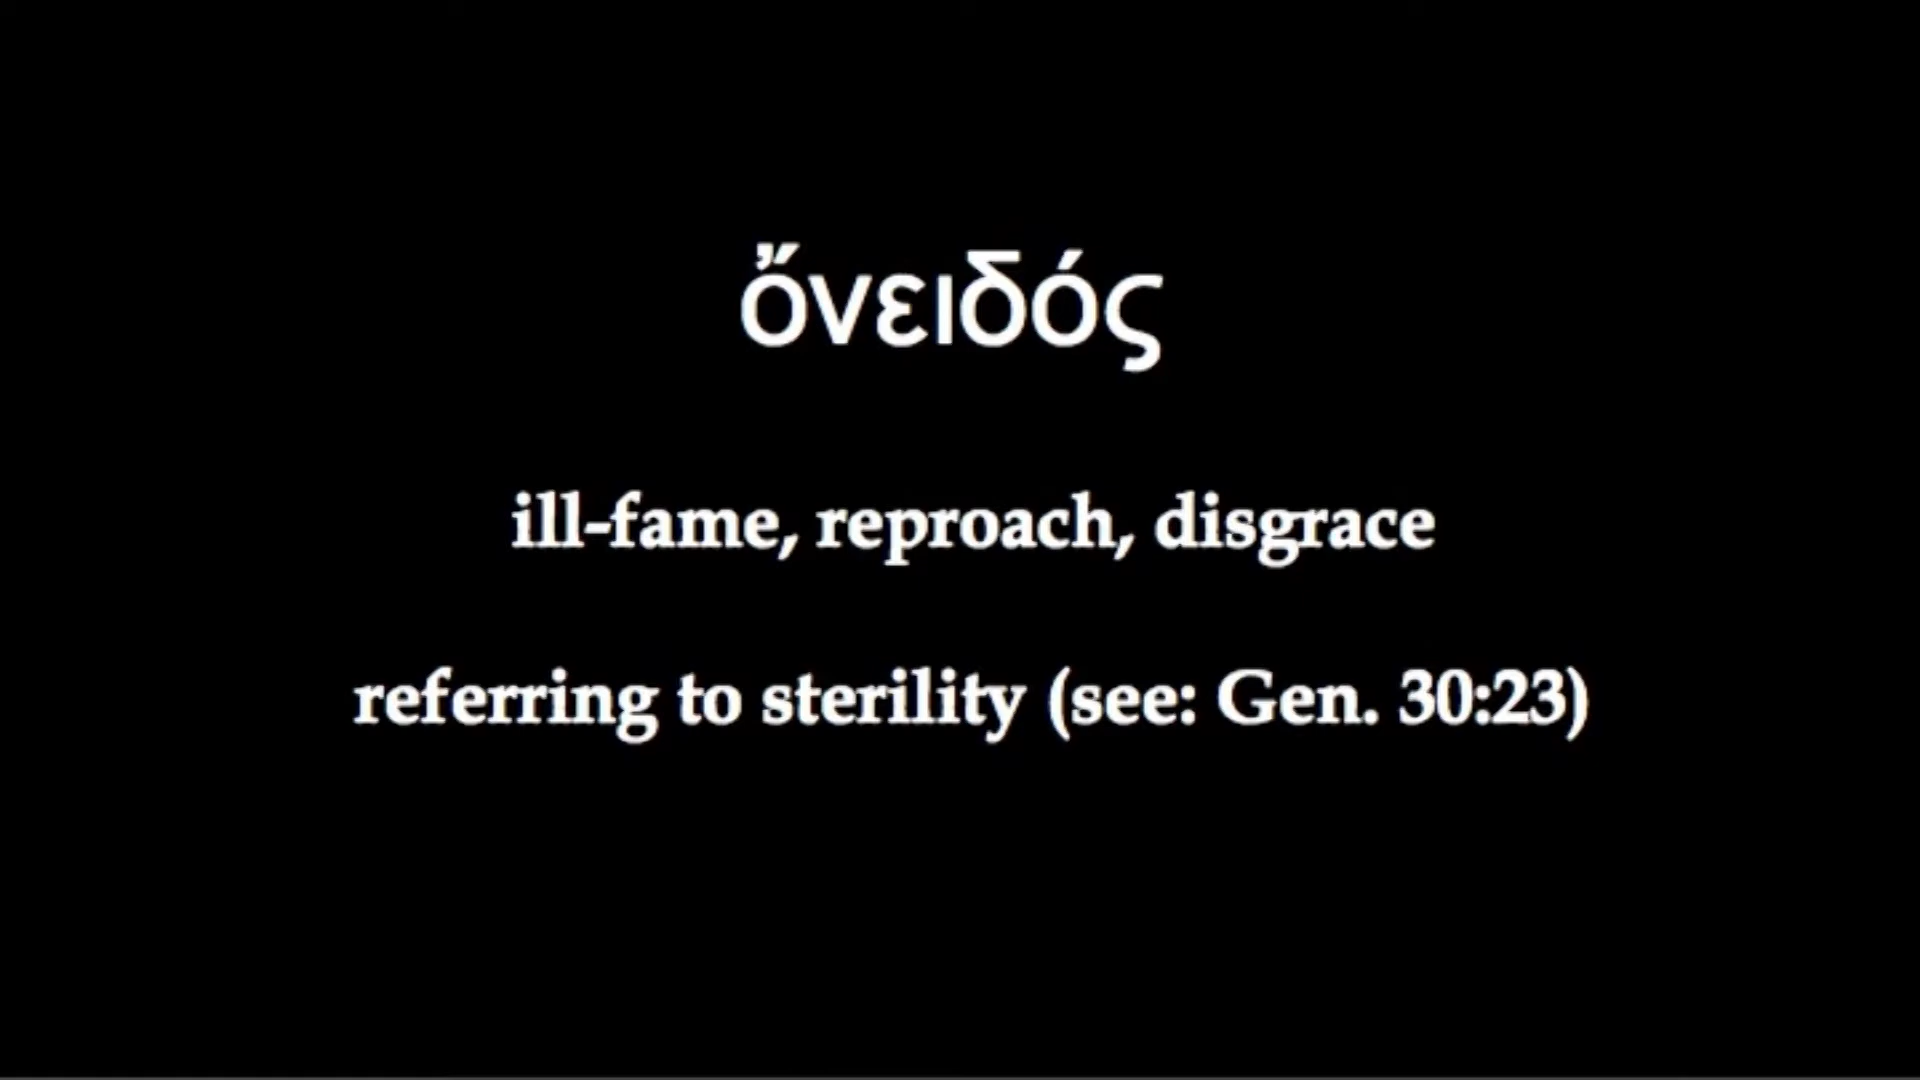 ὄνειδός
ill-fame, reproach, disgrace
referring to sterility (see: Gen. 30:23)